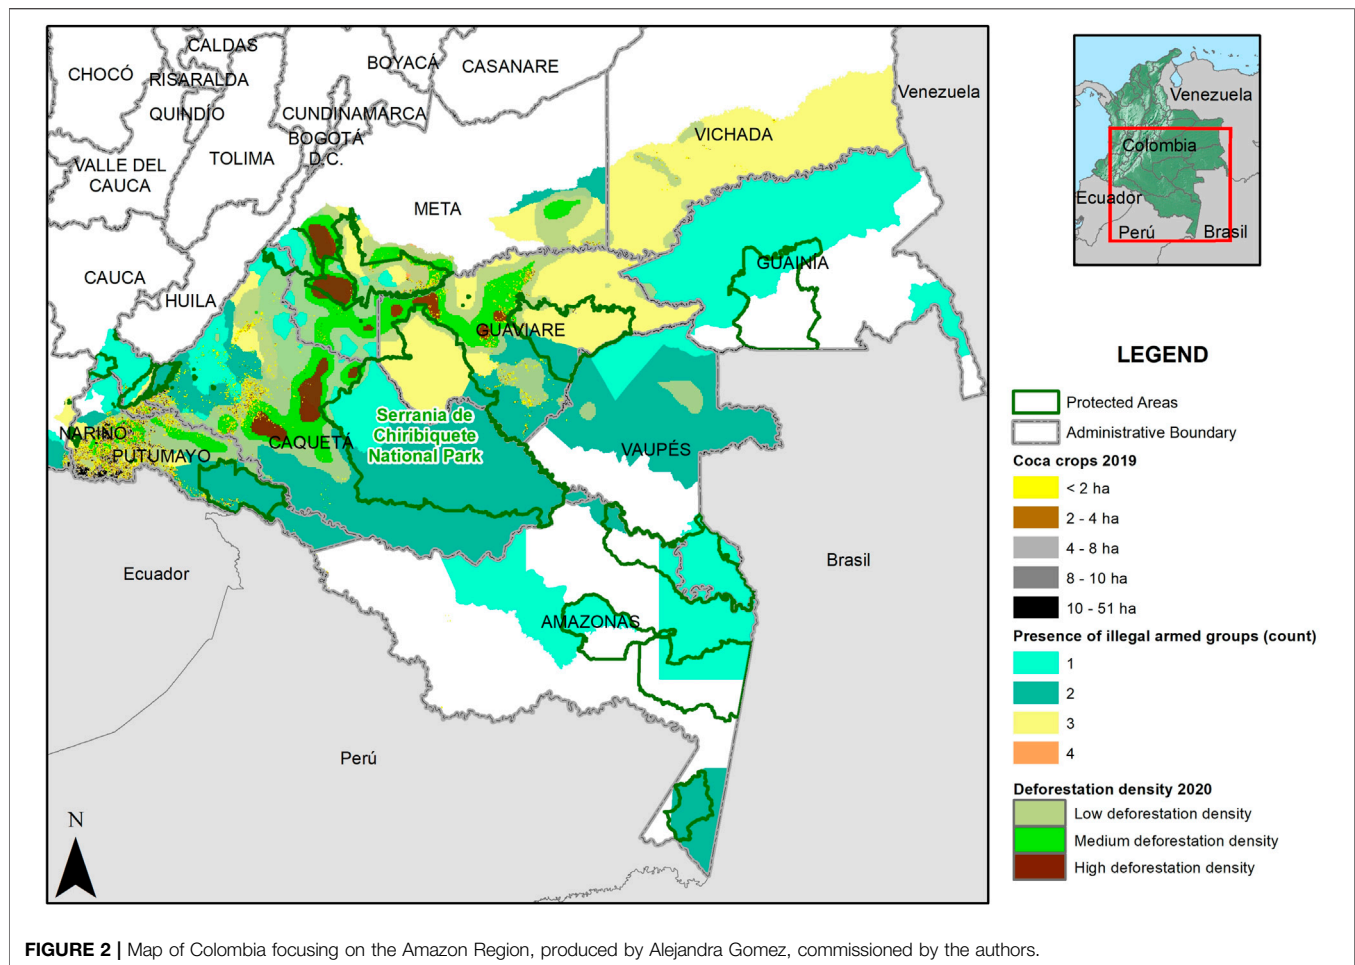 CALDAS
BOYACÁ
CASANARE
CHOCÓ
RISARALDA
Venezuela
QUINDÍO
CUNDINAMARCA
BOGOTÁ
D.C.
VICHADA
TOLIMA
VALLE DEL
CAUCA
META
CAUCA
GUAINÍA
HUILA
GUAVIARE
Serrania de
Chiribiquete
National Park
NARIÑO
CAQUETÁ
PUTUMAYO
VAUPÉS
Ecuador
Brasil
AMAZONAS
Perú
N
Venezuela
Colombia
Ecuador
Perú
Brasil
LEGEND
Protected Areas
Administrative Boundary
Coca crops 2019
< 2 ha
2 - 4 ha
4 - 8 ha
8 - 10 ha
10 - 51 ha
Presence of illegal armed groups (count)
1
2
3
4
Deforestation density 2020
Low deforestation density
Medium deforestation density
High deforestation density
FIGURE 2 | Map of Colombia focusing on the Amazon Region, produced by Alejandra Gomez, commissioned by the authors.